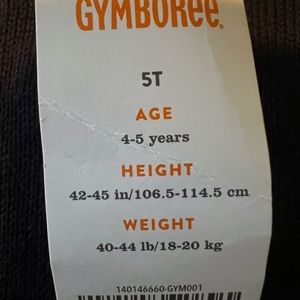 GYMBOREE
5T
AGE
4-5 years
HEIGHT
42-45 in/106.5-114.5 cm
WEIGHT
40-44 lb/18-20 kg
140146660-GYM001